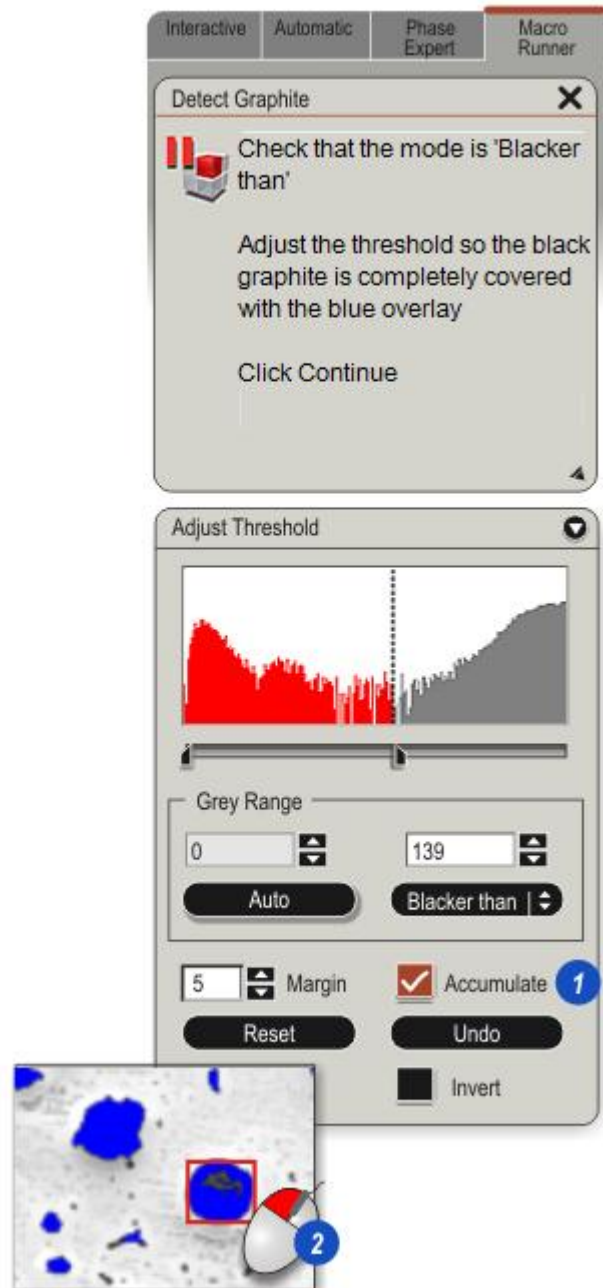 Interactive
Automatic
Phase
Expert
Macro
Runner
Detect Graphite
Check that the mode is 'Blacker
than'
Adjust the threshold so the black
graphite is completely covered
with the blue overlay
Click Continue
Adjust Threshold
Grey Range
0
139
Auto
Blacker than
5
Margin
Accumulate
1
Reset
Undo
Invert
2